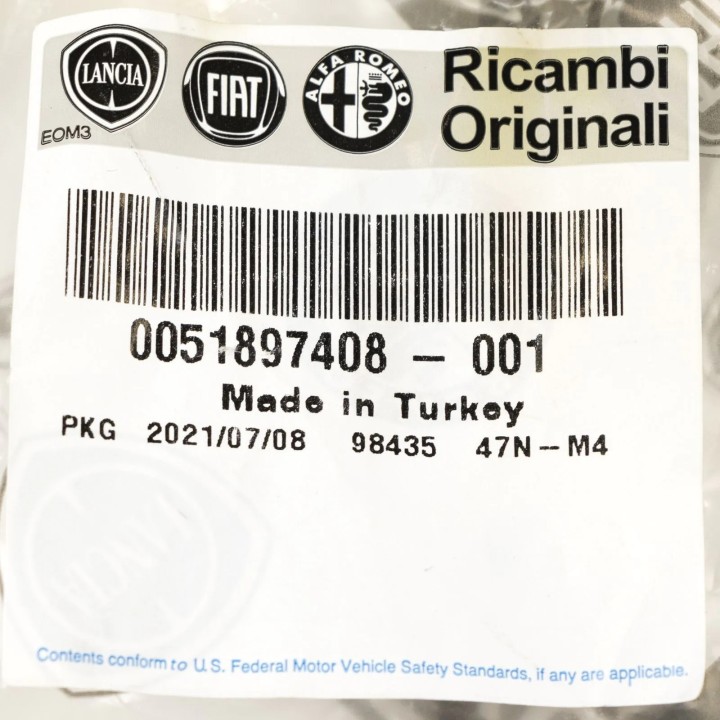 LANCIA
FIAT
ALFA ROMEO
Ricambi
Originali
EOM3
0051897408 - 001
Made in Turkey
PKG 2021/07/08 98435 47N-M4
LANCIA
Contents conform to U.S. Federal Motor Vehicle Safety Standards, if any are applicable.